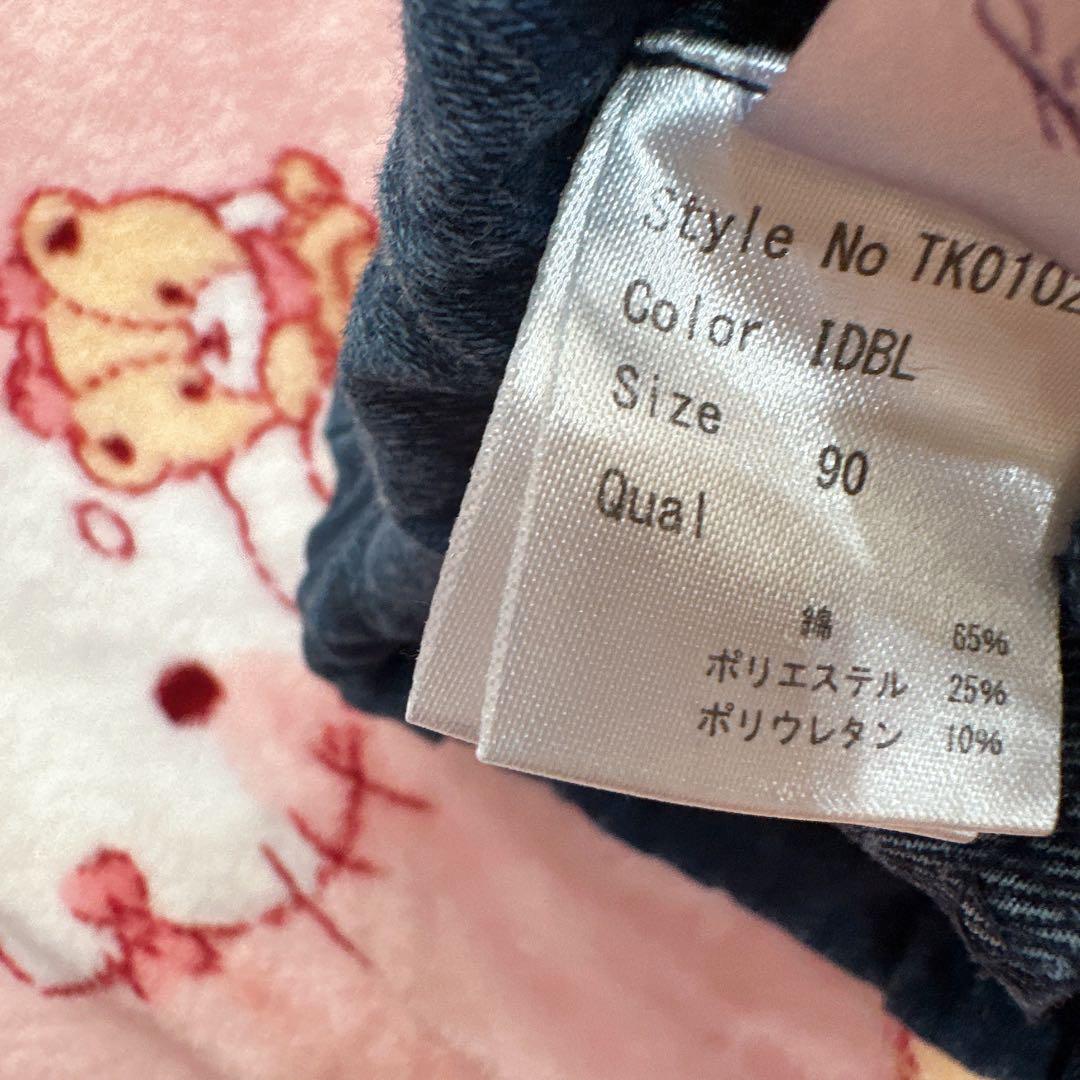 Style No TK0102
Color IDBL
Size 90
Qual
綿 65%
ポリエステル 25%
ポリウレタン 10%